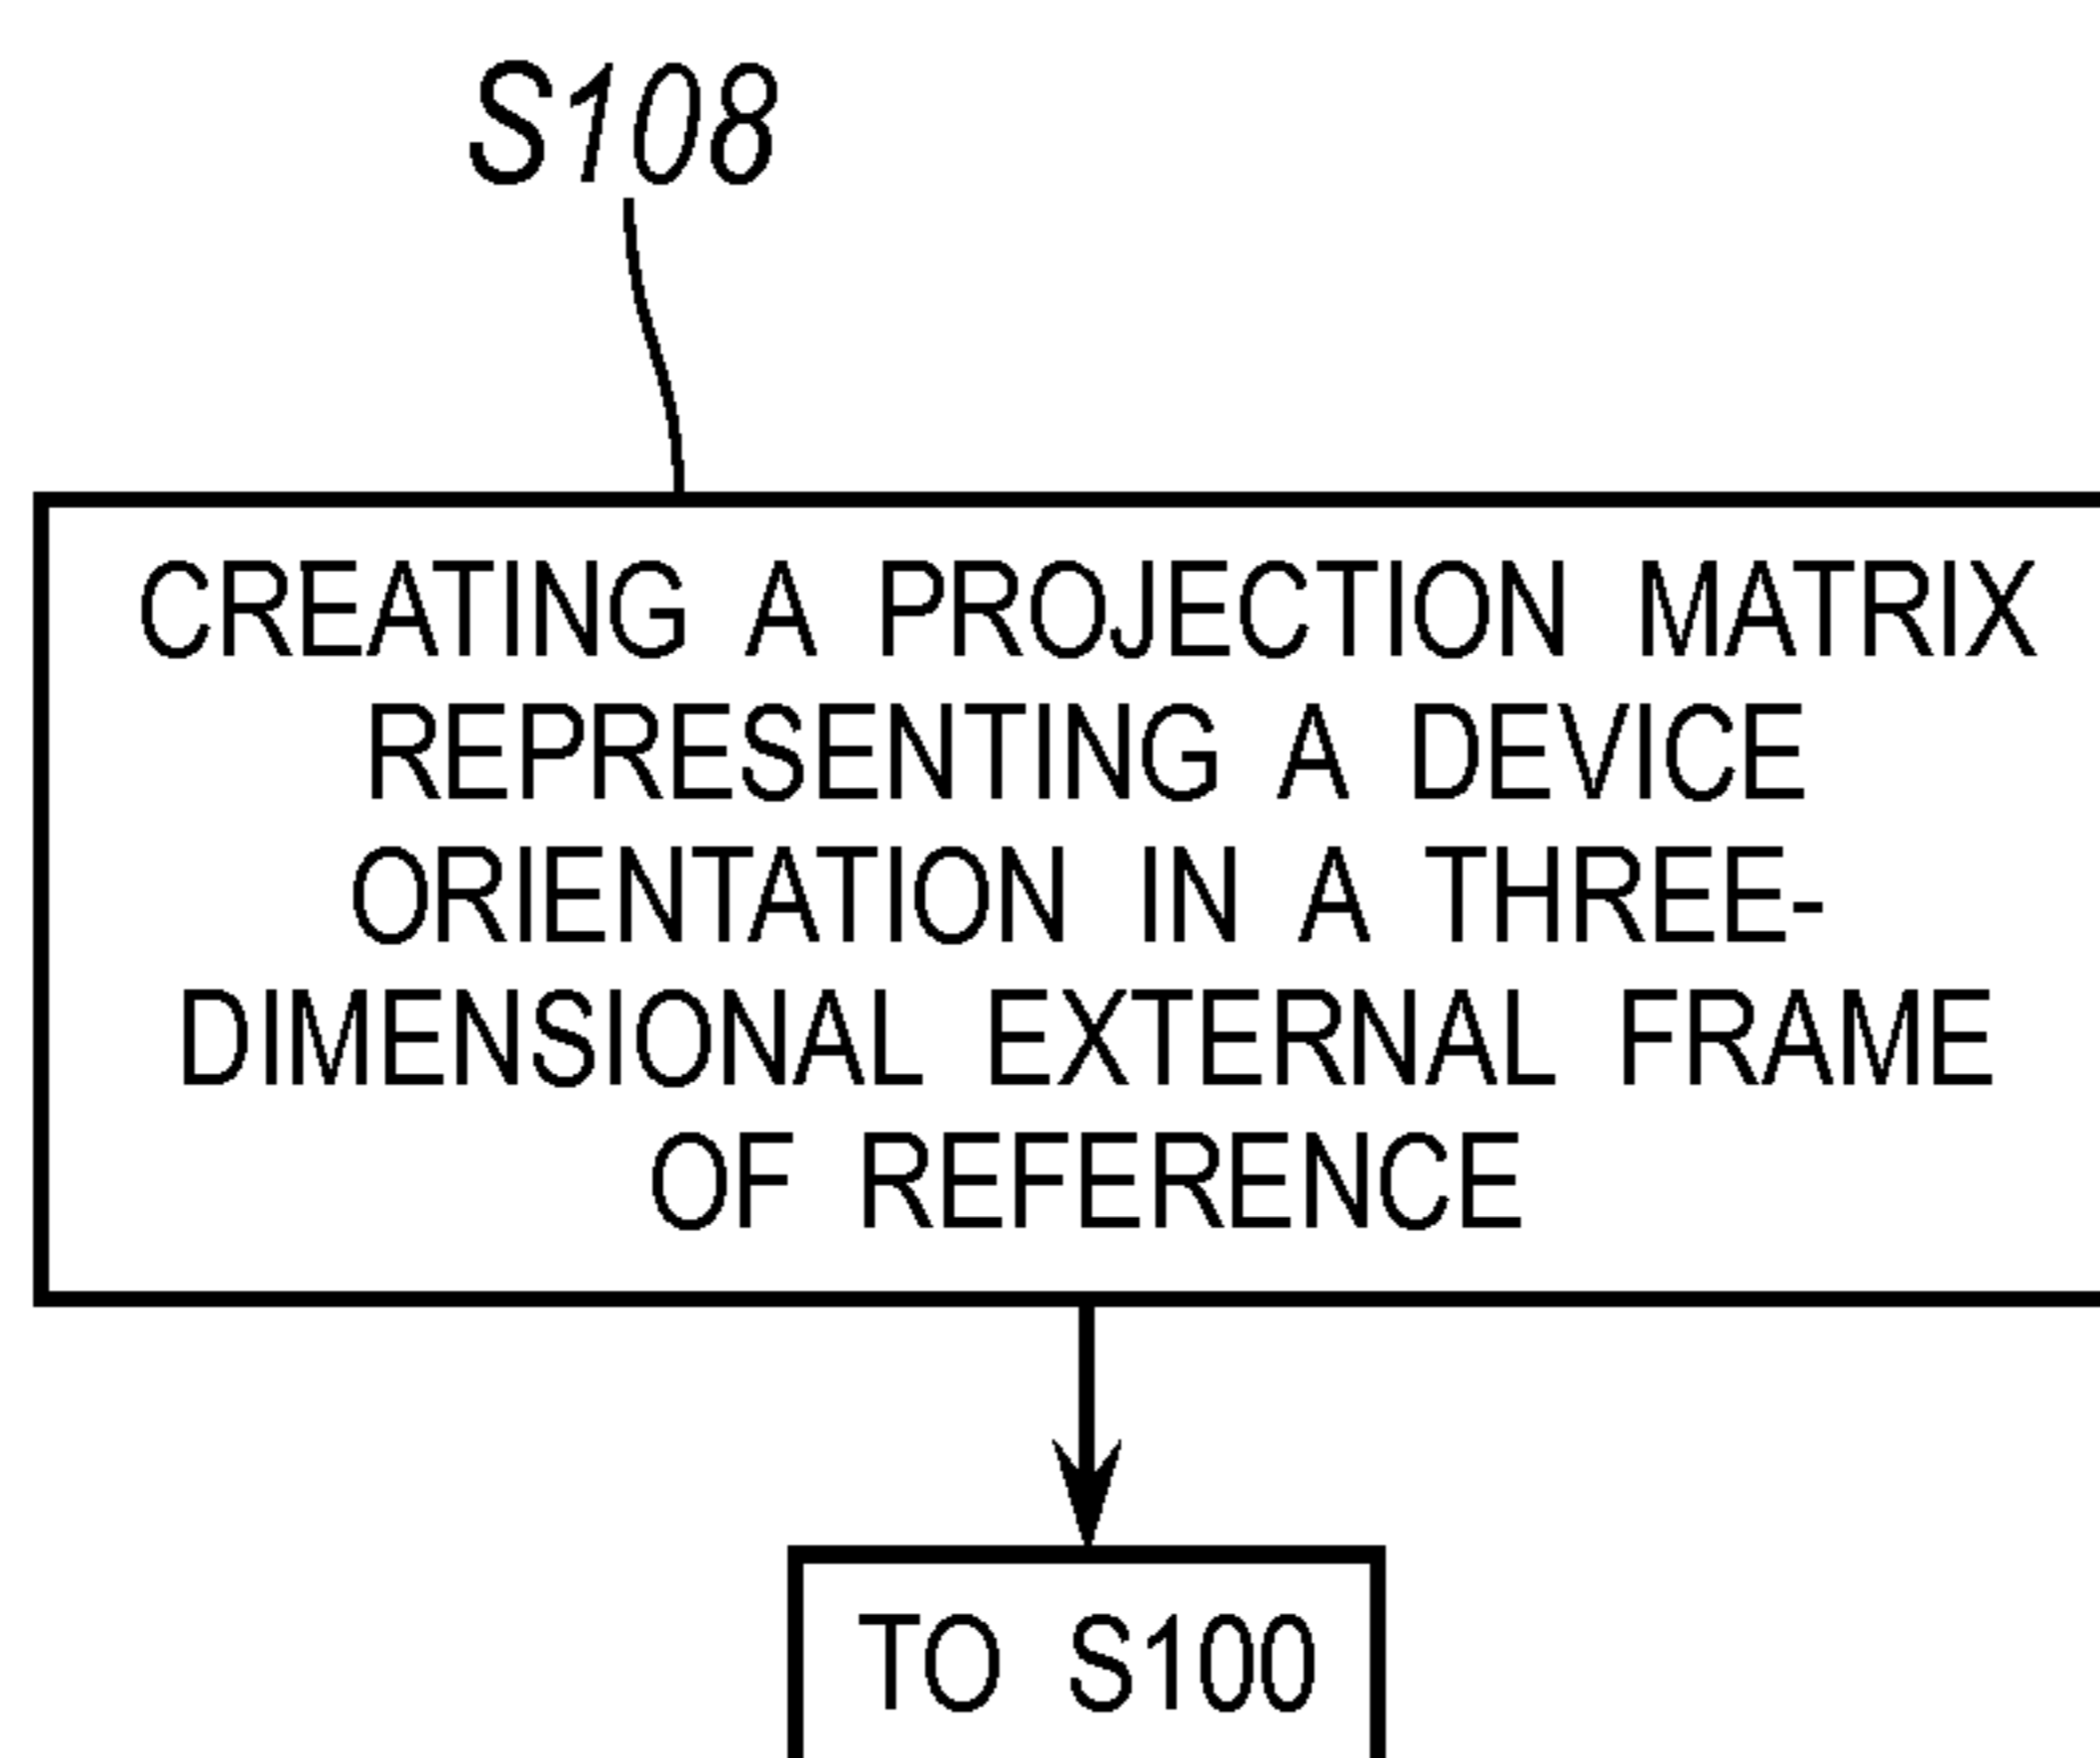 S108
CREATING A PROJECTION MATRIX
REPRESENTING A DEVICE
ORIENTATION IN A THREE-
DIMENSIONAL EXTERNAL FRAME
OF REFERENCE
TO S100